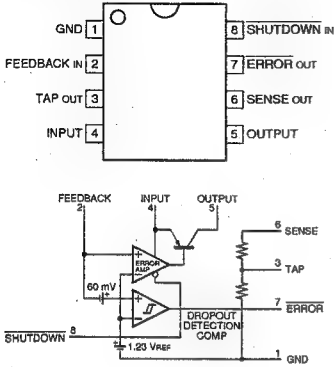 GND 1
8 SHUTDOWN IN
FEEDBACK IN 2
7 ERROR OUT
TAP OUT 3
6 SENSE OUT
INPUT 4
5 OUTPUT
FEEDBACK INPUT OUTPUT
2 4 5
6 SENSE
+
ERROR
AMP
-
3 TAP
60 mV
+
+
-
7 ERROR
DROPOUT
DETECTION
COMP
SHUTDOWN 8
+ 1.23 VREF
1 GND